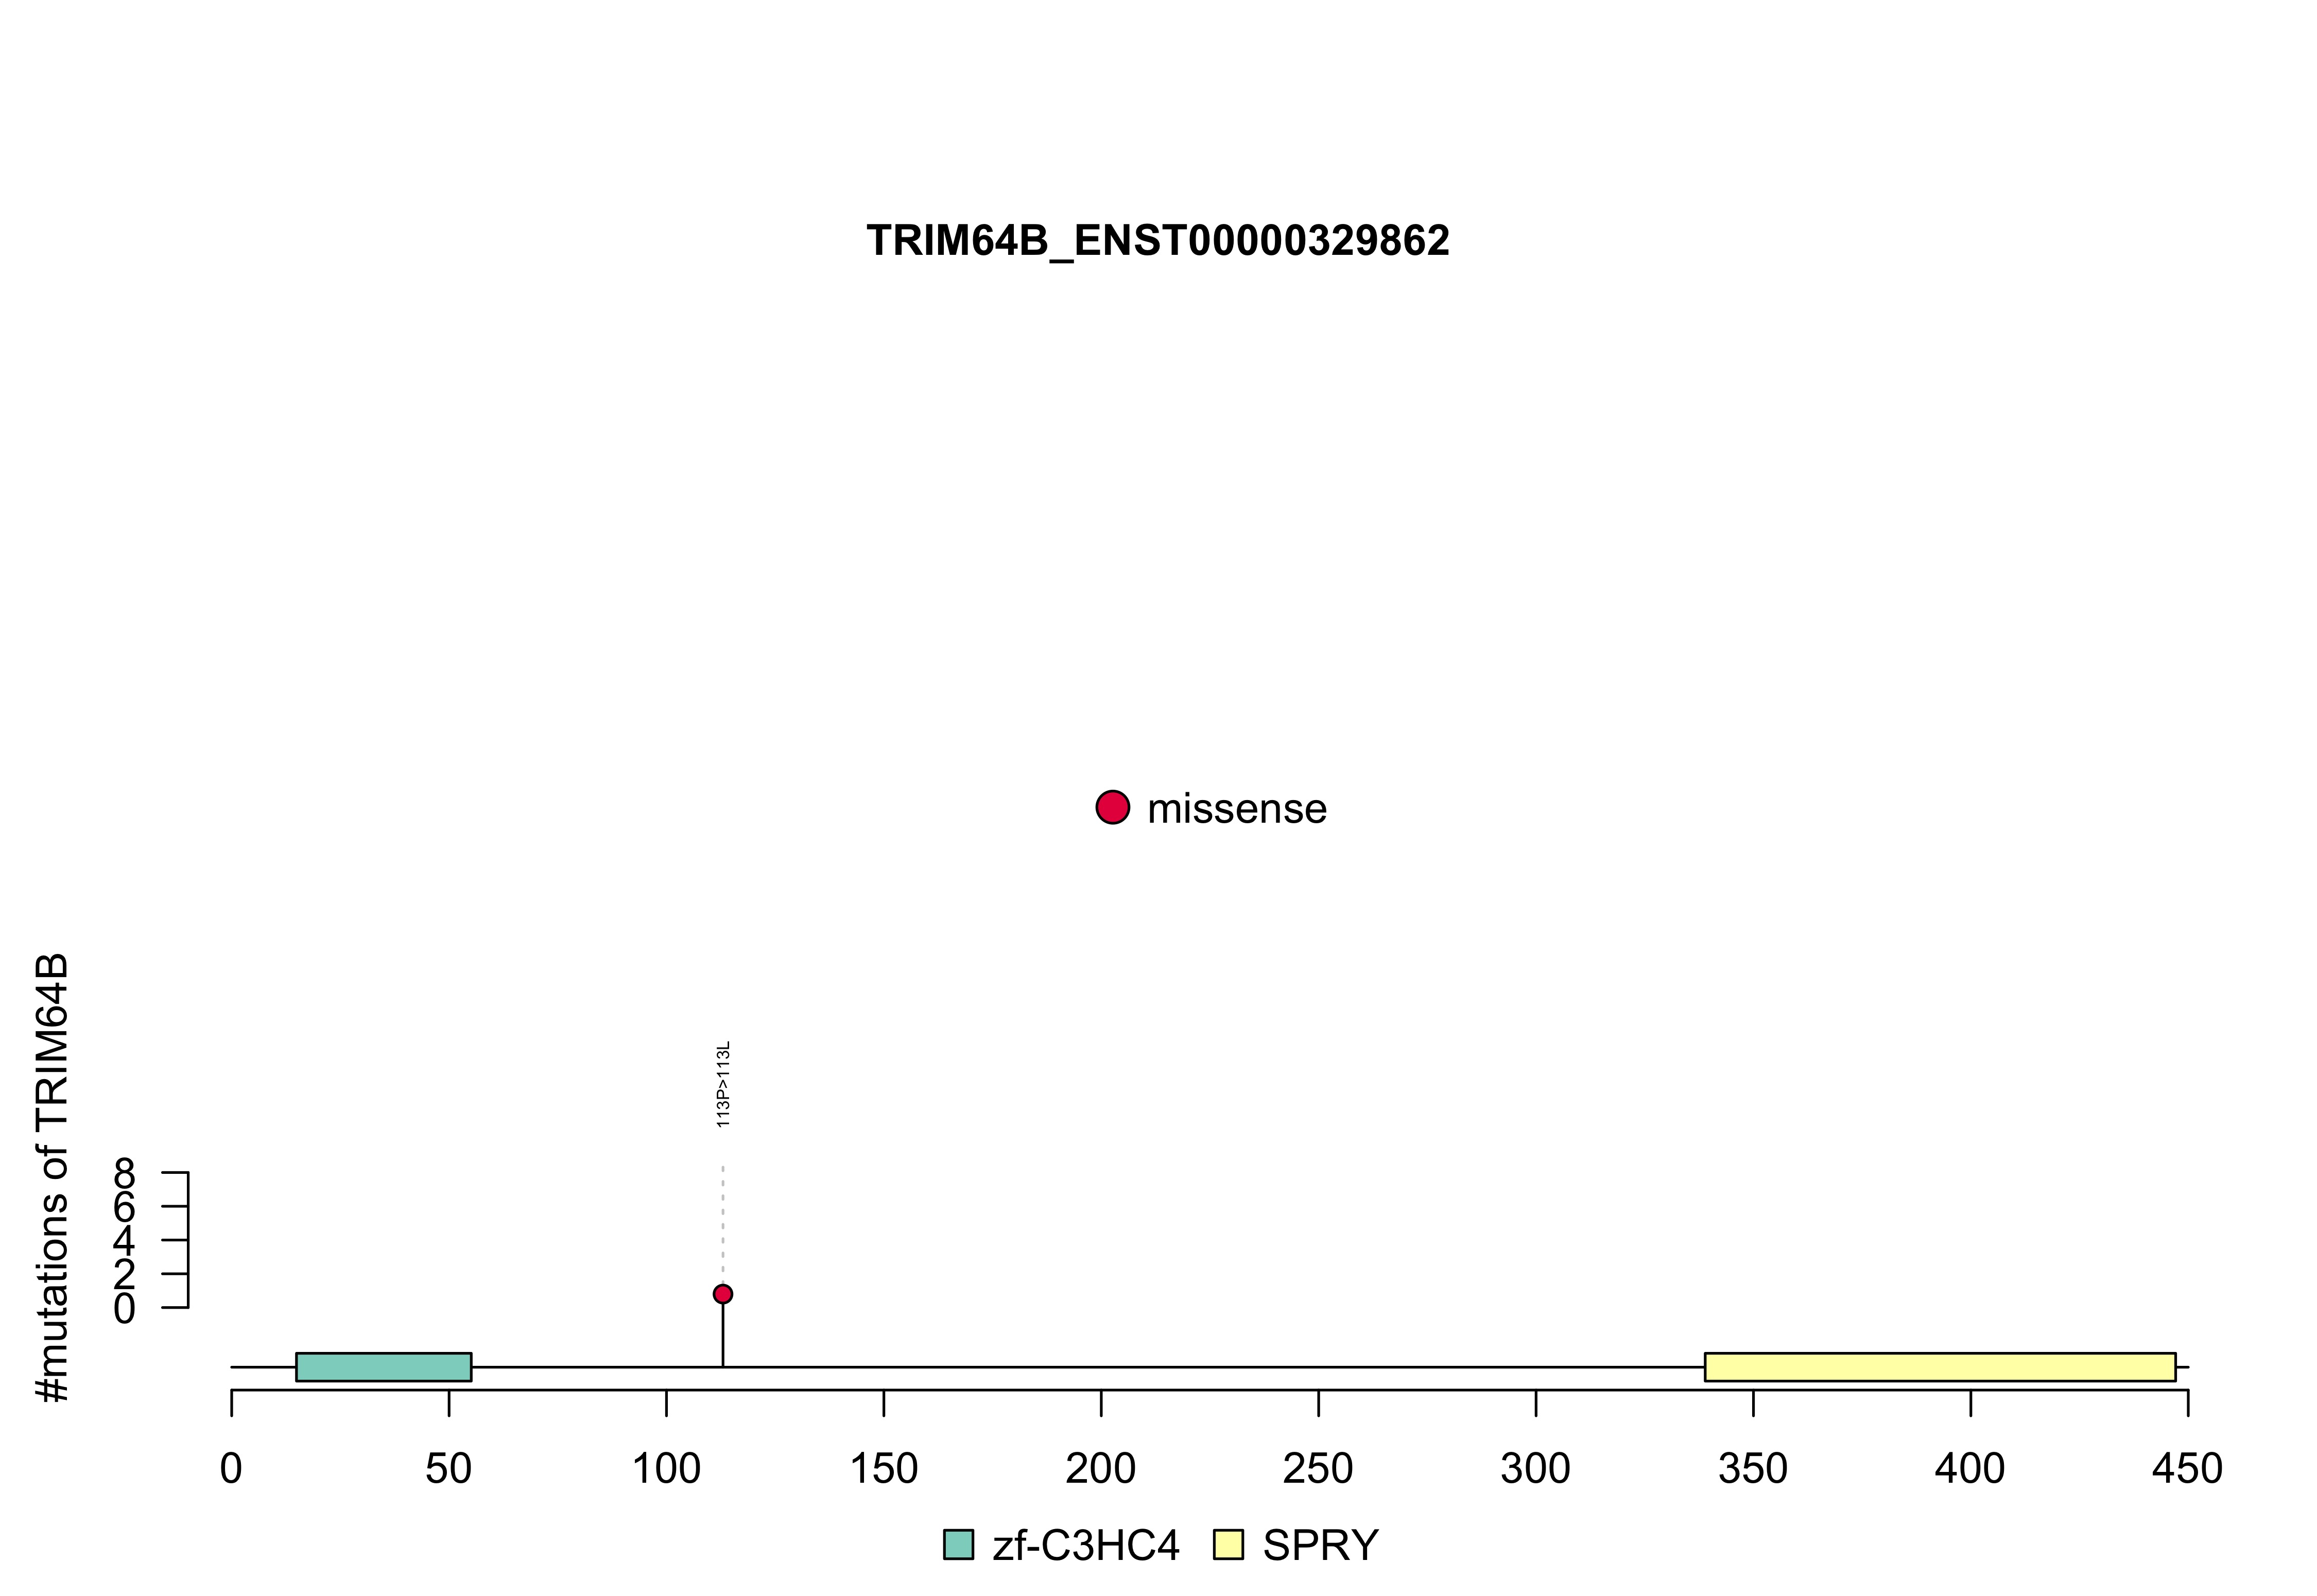 TRIM64B_ENST00000329862
missense
#mutations of TRIM64B
113P>113L
8
6
4
2
0
0 50 100 150 200 250 300 350 400 450
zf-C3HC4 SPRY